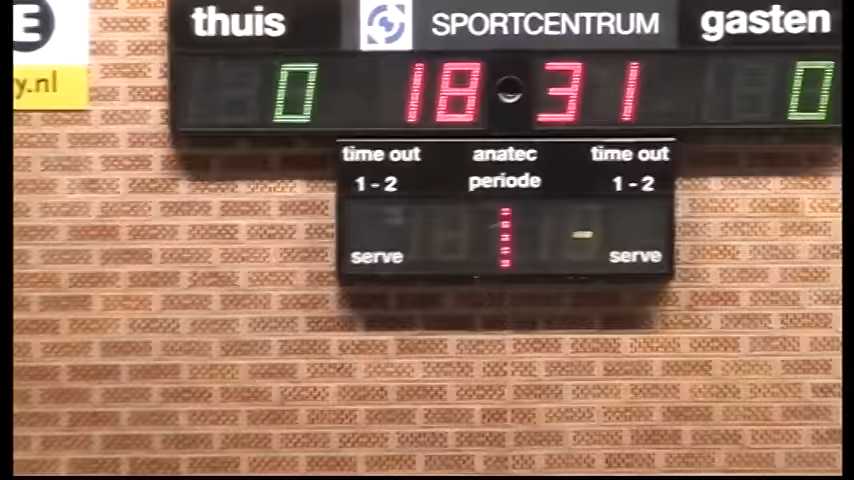 E
y.nl
thuis SPORTCENTRUM gasten
0 18 31 0
time out anatec time out
1 - 2 periode 1 - 2
1
serve serve